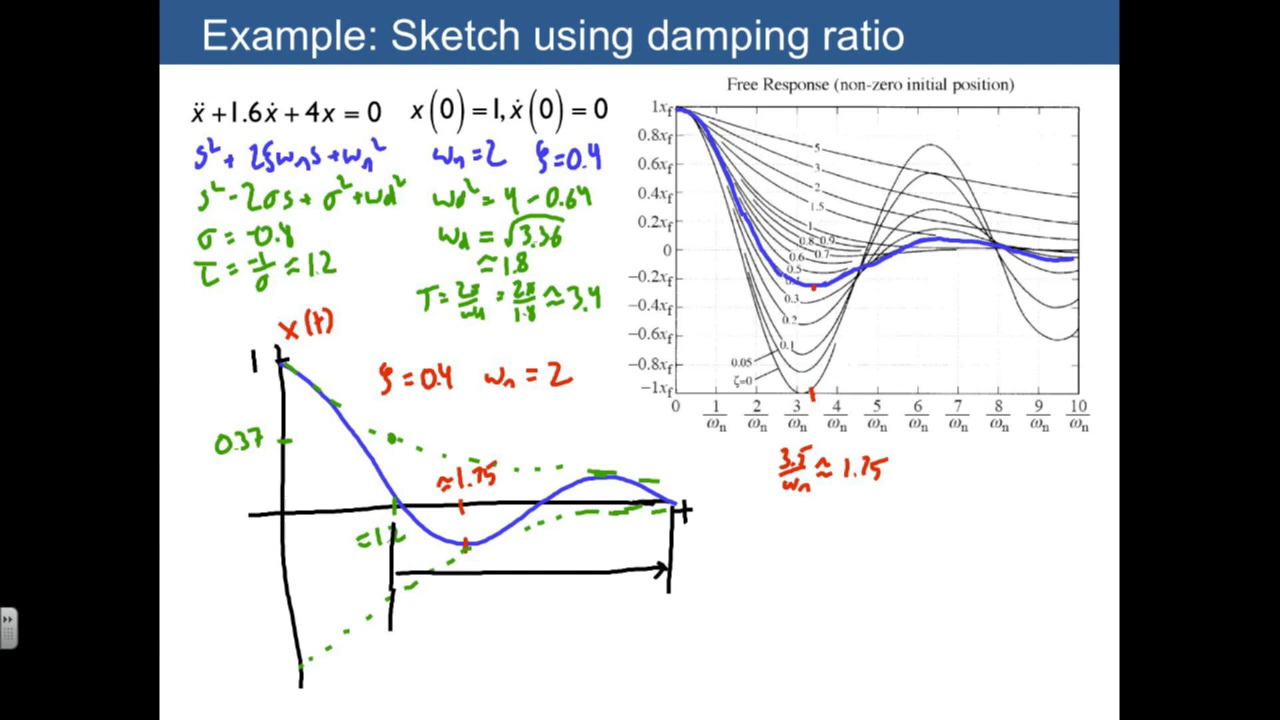 Example: Sketch using damping ratio
ẍ + 1.6ẋ + 4x = 0   x(0) = 1, ẋ(0) = 0
s² + 2ζωₙs + ωₙ²   ωₙ = 2   ζ = 0.4
s² - 2σs + σ² + ωd²   ωd² = 4 - 0.64
σ = -0.8   ωd = √3.36
τ = -1/σ ≈ 1.2   ≈ 1.8
T = 2π/ωd = 2π/1.8 ≈ 3.4
x(t)
1
ζ = 0.4   ωₙ = 2
0.37
≈1.75
=1.2
t
Free Response (non-zero initial position)
1xf
0.8xf
0.6xf
0.4xf
0.2xf
0
−0.2xf
−0.4xf
−0.6xf
−0.8xf
−1xf
5
3
2
1.5
1
0.8 0.9
0.7
0.6
0.5
0.4
0.3
0.2
0.1
0.05
ζ=0
0 1/ωn 2/ωn 3/ωn 4/ωn 5/ωn 6/ωn 7/ωn 8/ωn 9/ωn 10/ωn
3.5/ωₙ ≈ 1.75